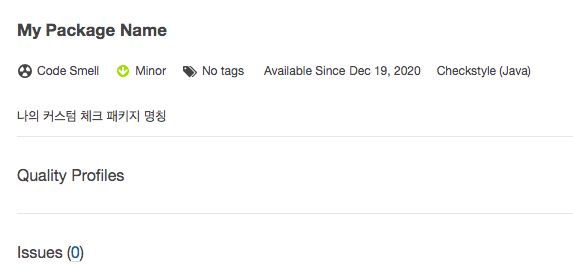 My Package Name
Code Smell Minor No tags Available Since Dec 19, 2020 Checkstyle (Java)
나의 커스텀 체크 패키지 명칭
Quality Profiles
Issues (0)